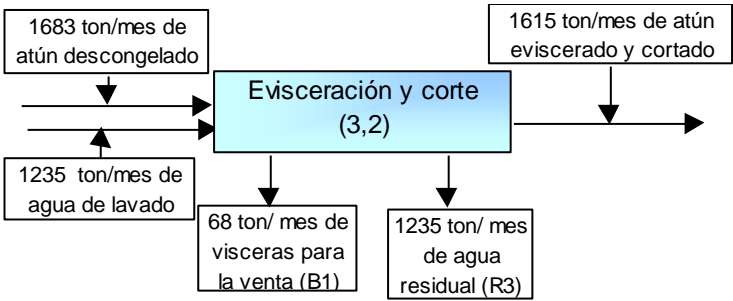 1683 ton/mes de
atún descongelado
1615 ton/mes de atún
eviscerado y cortado
Evisceración y corte
(3,2)
1235 ton/mes de
agua de lavado
68 ton/ mes de
visceras para
la venta (B1)
1235 ton/ mes
de agua
residual (R3)